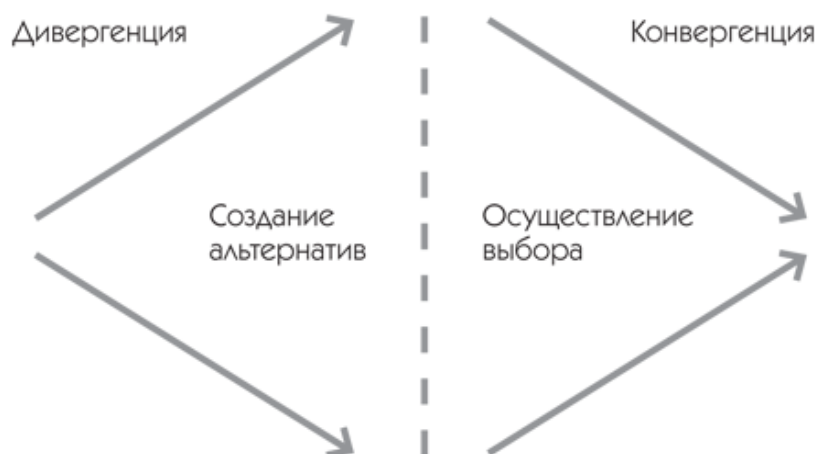 Дивергенция
Конвергенция
Создание
альтернатив
Осуществление
выбора